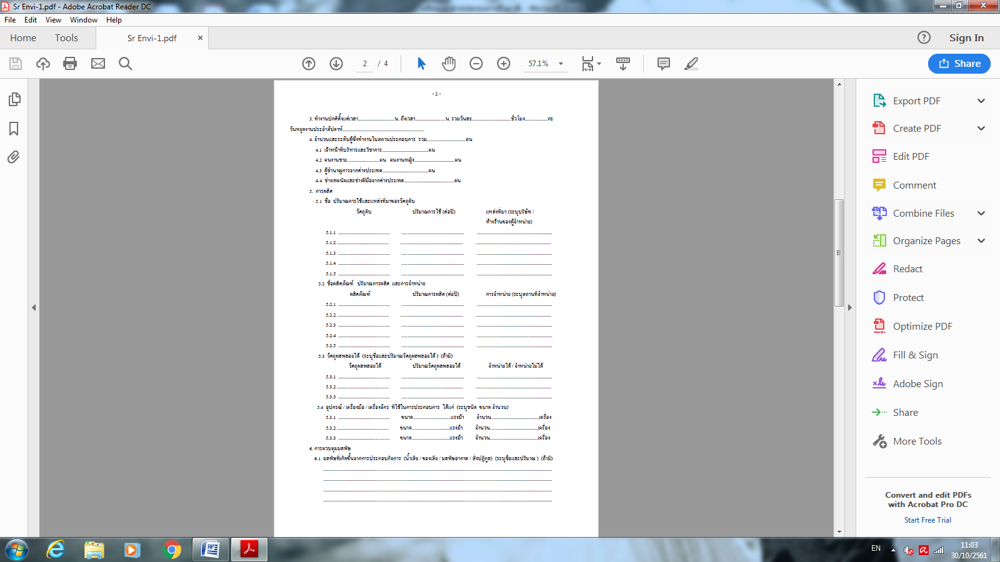 Sr Envi-1.pdf - Adobe Acrobat Reader DC
File Edit View Window Help
Home Tools Sr Envi-1.pdf × ? Sign In
2 / 4 57.1% Share
- 2 -
3. ทำงานปกติตั้งแต่เวลา..............................น. ถึงเวลา.........................น. รวมวันละ................................ชั่วโมง...................กะ
วันหยุดงานประจำสัปดาห์....................................................................
4. จำนวนและระดับผู้ซึ่งทำงานในสถานประกอบการ รวม................................คน
4.1 เจ้าหน้าที่บริหารและวิชาการ......................................คน
4.2 คนงานชาย...........................คน คนงานหญิง.................................คน
4.3 ผู้ชำนาญการจากต่างประเทศ......................................คน
4.4 ช่างเทคนิคและช่างฝีมือจากต่างประเทศ..........................................คน
5. การผลิต
5.1 ชื่อ ปริมาณการใช้และแหล่งที่มาของวัตถุดิบ
วัตถุดิบ ปริมาณการใช้ (ต่อปี) แหล่งที่มา (ระบุบริษัท /
ห้างร้านของผู้จำหน่าย)
5.1.1 .......................................... ................................................... ..............................................................
5.1.2 .......................................... ................................................... ..............................................................
5.1.3 .......................................... ................................................... ..............................................................
5.1.4 .......................................... ................................................... ..............................................................
5.1.5 .......................................... ................................................... ..............................................................
5.2 ชื่อผลิตภัณฑ์ ปริมาณการผลิต และการจำหน่าย
ผลิตภัณฑ์ ปริมาณการผลิต (ต่อปี) การจำหน่าย (ระบุสถานที่จำหน่าย)
5.2.1 .......................................... ................................................... ..............................................................
5.2.2 .......................................... ................................................... ..............................................................
5.2.3 .......................................... ................................................... ..............................................................
5.2.4 .......................................... ................................................... ..............................................................
5.2.5 .......................................... ................................................... ..............................................................
5.3 วัตถุผลพลอยได้ (ระบุชื่อและปริมาณวัตถุผลพลอยได้ ) (ถ้ามี)
วัตถุผลพลอยได้ ปริมาณวัตถุผลพลอยได้ จำหน่ายได้ / จำหน่ายไม่ได้
5.3.1 .......................................... ................................................... ..............................................................
5.3.2 .......................................... ................................................... ..............................................................
5.3.3 .......................................... ................................................... ..............................................................
5.4 อุปกรณ์ / เครื่องมือ / เครื่องจักร ที่ใช้ในการประกอบการ ได้แก่ (ระบุชนิด ขนาด จำนวน)
5.3.1 .......................................... ขนาด...............................แรงม้า จำนวน.......................................เครื่อง
5.3.2 .......................................... ขนาด...............................แรงม้า จำนวน.......................................เครื่อง
5.3.3 .......................................... ขนาด...............................แรงม้า จำนวน.......................................เครื่อง
6. การควบคุมมลพิษ
6.1 มลพิษที่เกิดขึ้นจากการประกอบกิจการ (น้ำเสีย / ของเสีย / มลพิษอากาศ / สิ่งปฏิกูล) (ระบุชื่อและปริมาณ ) (ถ้ามี)
Export PDF
Create PDF
Edit PDF
Comment
Combine Files
Organize Pages
Redact
Protect
Optimize PDF
Fill & Sign
Adobe Sign
Share
More Tools
Convert and edit PDFs
with Acrobat Pro DC
Start Free Trial
EN 11:03
30/10/2561